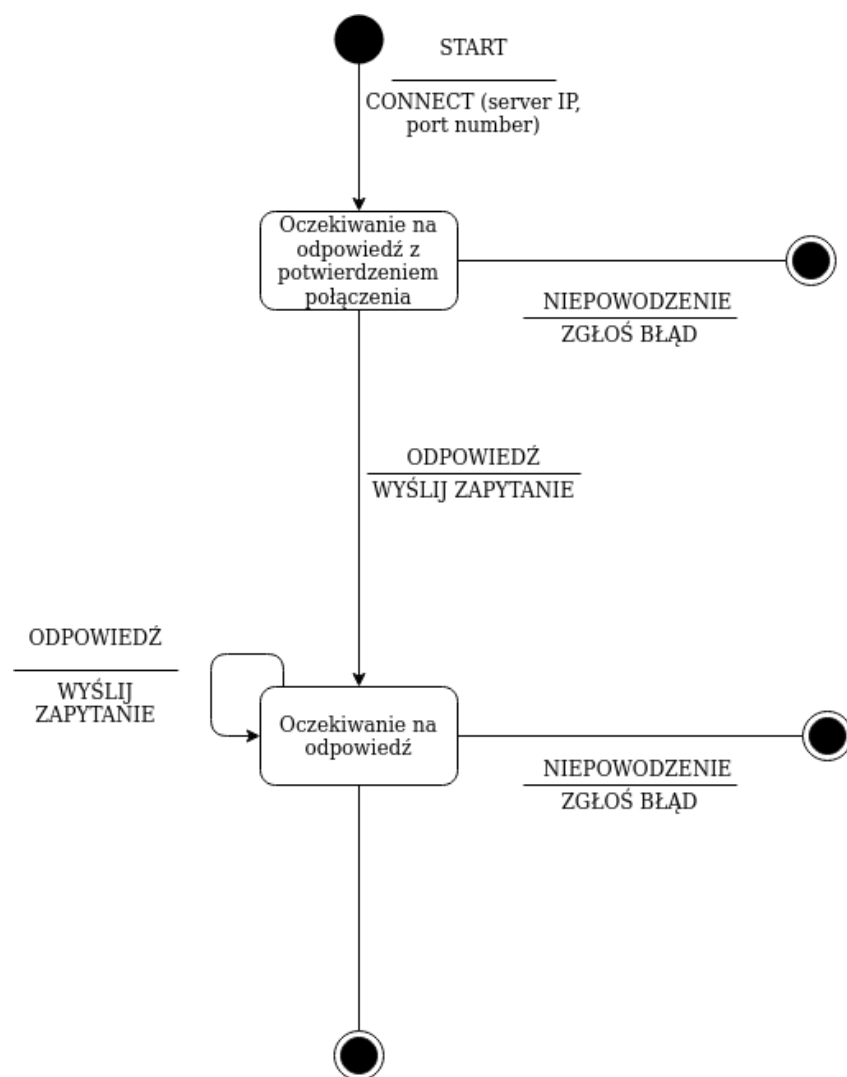 START
CONNECT (server IP,
port number)
Oczekiwanie na
odpowiedź z
potwierdzeniem
połączenia
NIEPOWODZENIE
ZGŁOŚ BŁĄD
ODPOWIEDŹ
WYŚLIJ ZAPYTANIE
ODPOWIEDŹ
WYŚLIJ
ZAPYTANIE
Oczekiwanie na
odpowiedź
NIEPOWODZENIE
ZGŁOŚ BŁĄD